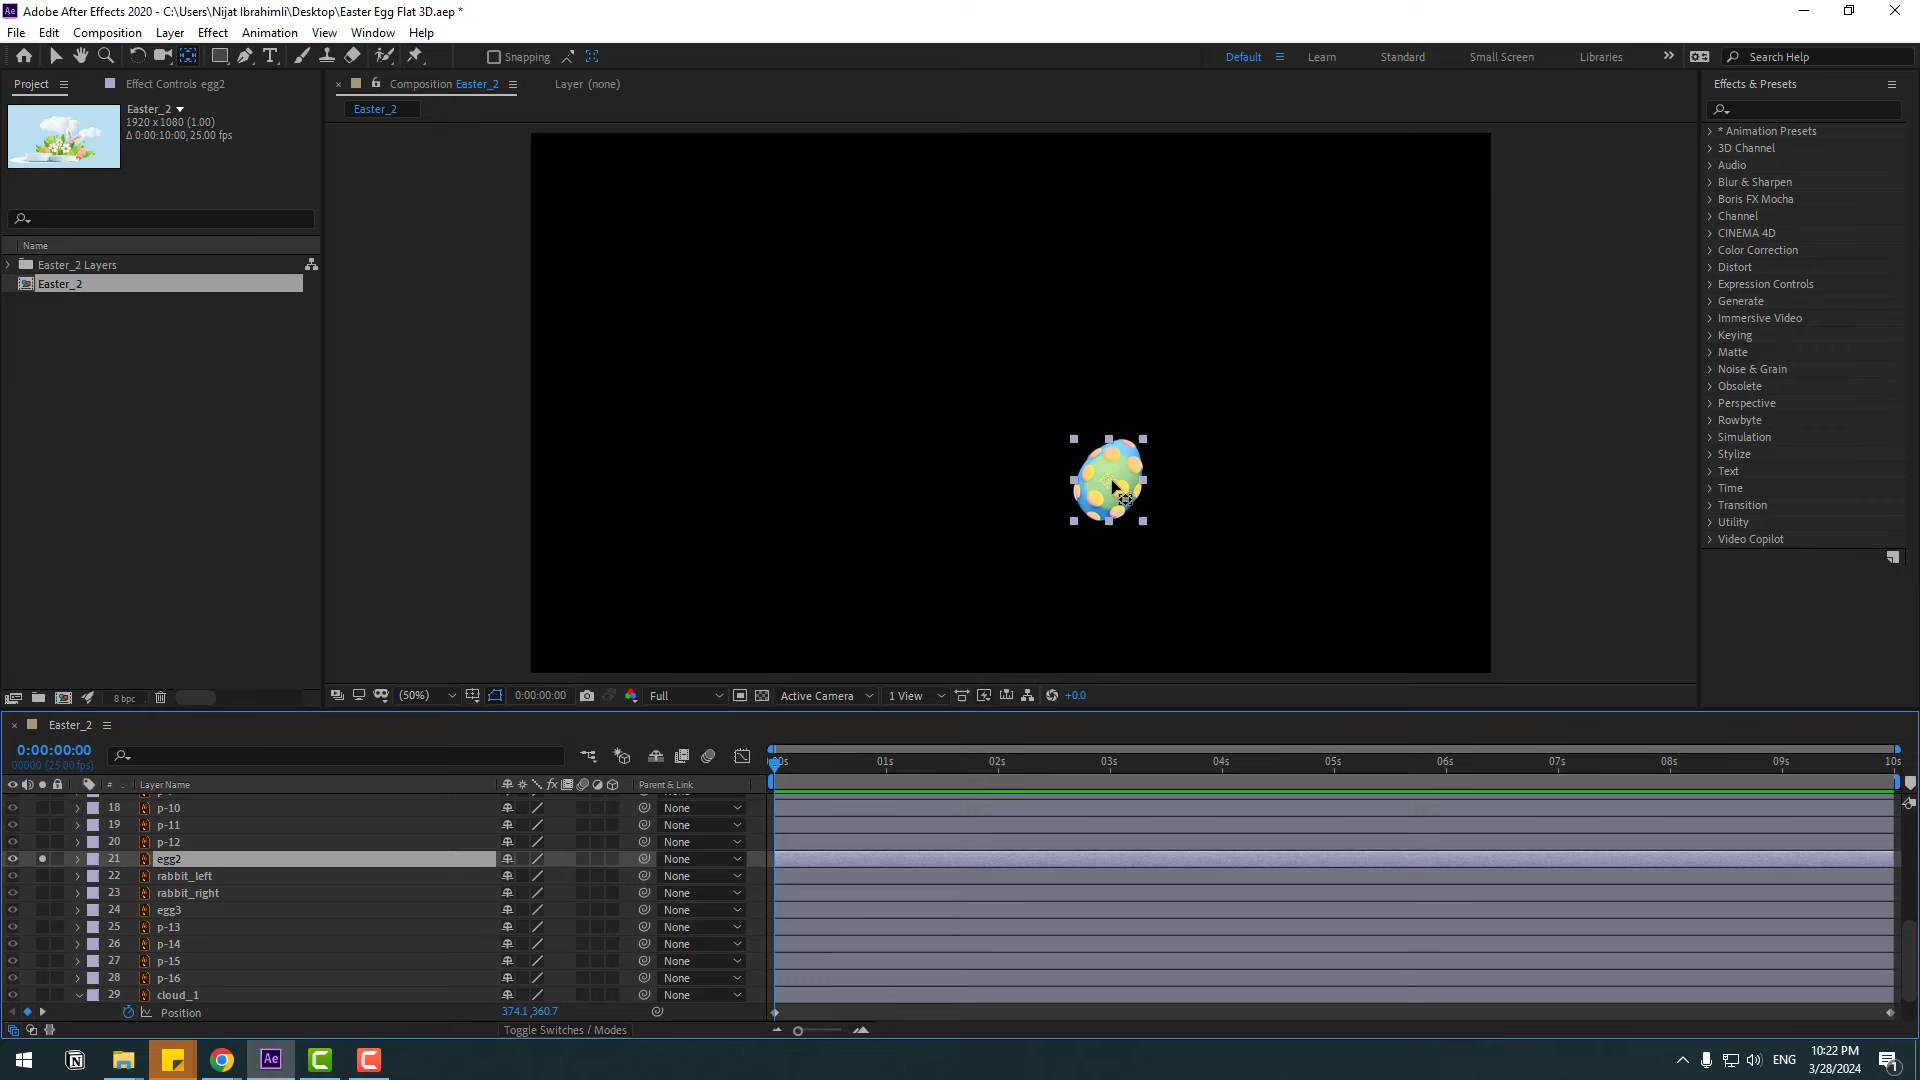 Adobe After Effects 2020 - C:\Users\Nijat Ibrahimli\Desktop\Easter Egg Flat 3D.aep *
File Edit Composition Layer Effect Animation View Window Help
Snapping
Default Learn Standard Small Screen Libraries Search Help
Project Effect Controls egg2
Composition Easter_2 Layer (none)
Effects & Presets
Easter_2
1920 x 1080 (1.00)
Δ 0:00:10:00, 25.00 fps
Easter_2
Name
Easter_2 Layers
Easter_2
* Animation Presets
3D Channel
Audio
Blur & Sharpen
Boris FX Mocha
Channel
CINEMA 4D
Color Correction
Distort
Expression Controls
Generate
Immersive Video
Keying
Matte
Noise & Grain
Obsolete
Perspective
Rowbyte
Simulation
Stylize
Text
Time
Transition
Utility
Video Copilot
8 bpc
(50%) 0:00:00:00 Full Active Camera 1 View +0.0
Easter_2
0:00:00:00
00000 (25.00 fps)
:00s 01s 02s 03s 04s 05s 06s 07s 08s 09s 10s
# Layer Name Parent & Link
18 p-10 None
19 p-11 None
20 p-12 None
21 egg2 None
22 rabbit_left None
23 rabbit_right None
24 egg3 None
25 p-13 None
26 p-14 None
27 p-15 None
28 p-16 None
29 cloud_1 None
Position 374.1,360.7
Toggle Switches / Modes
ENG
10:22 PM
3/28/2024
1